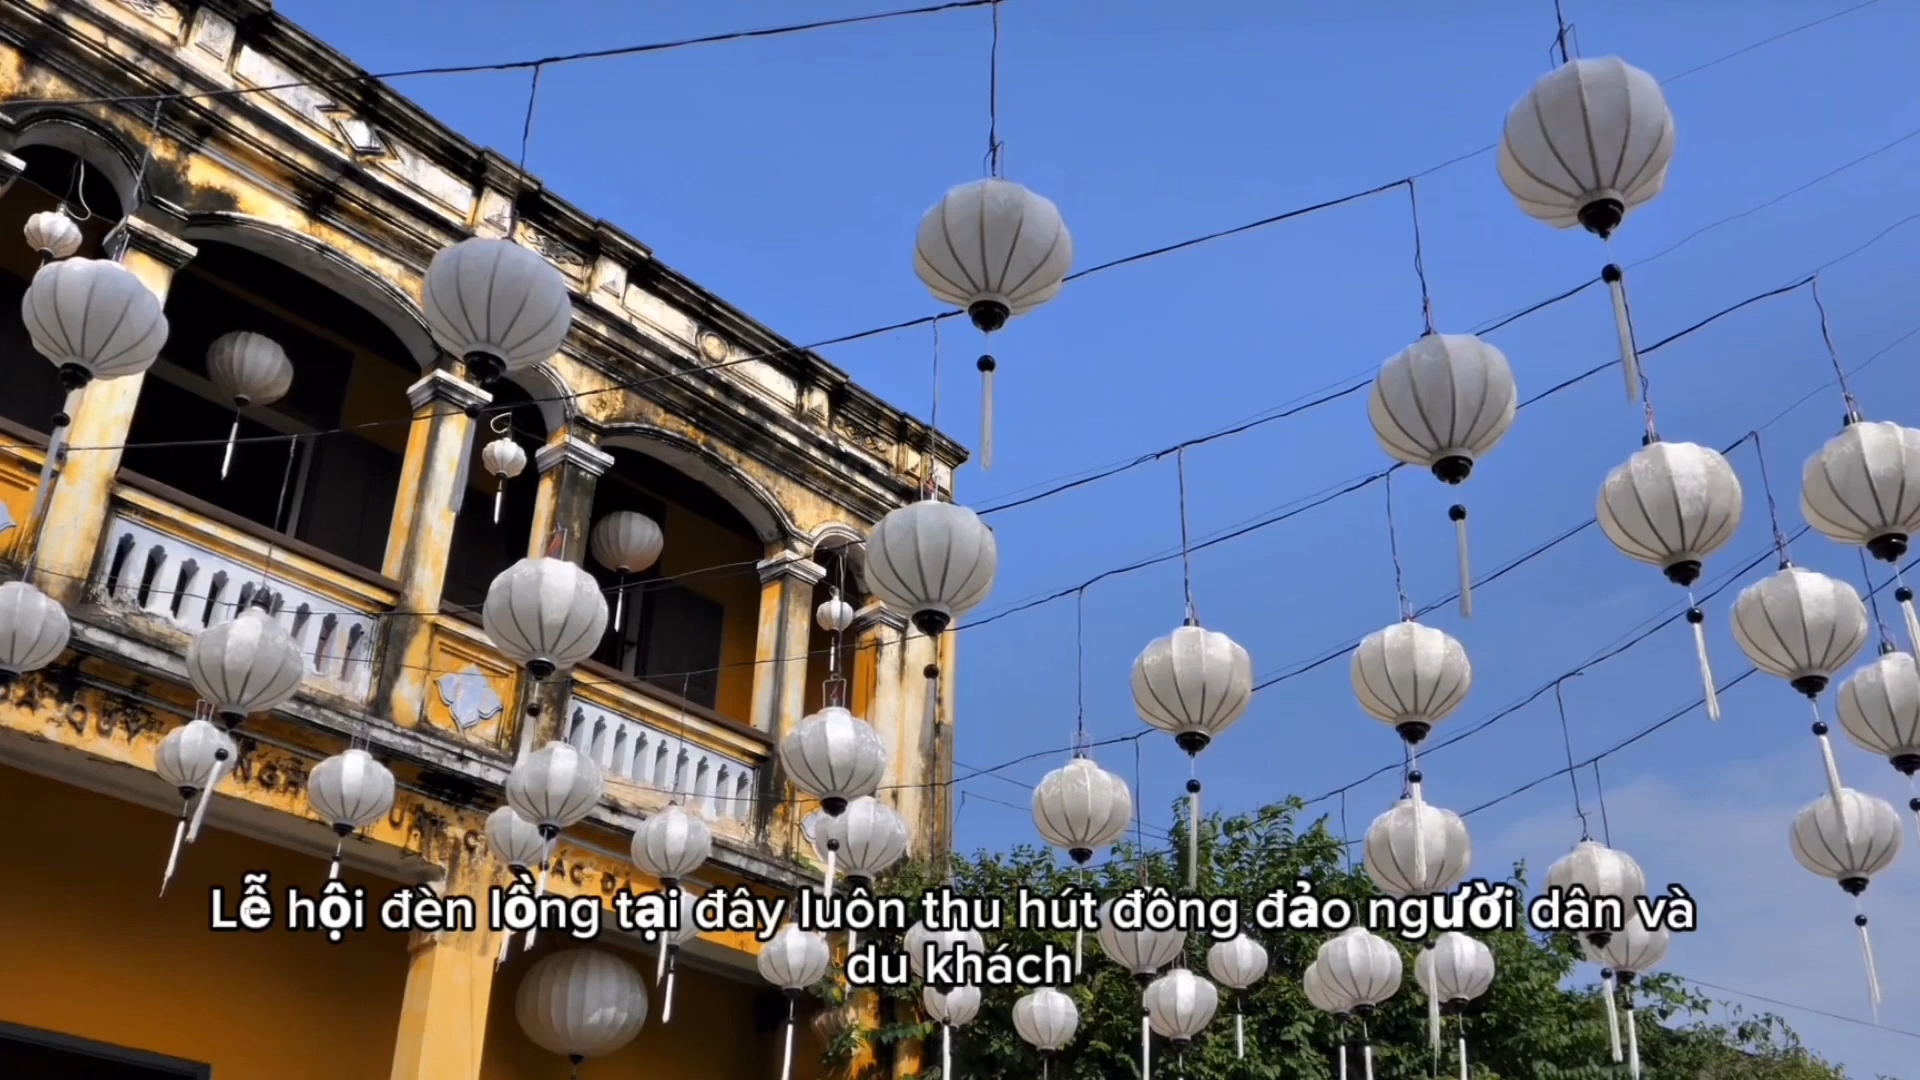 Lễ hội đèn lồng tại đây luôn thu hút đông đảo người dân và
du khách